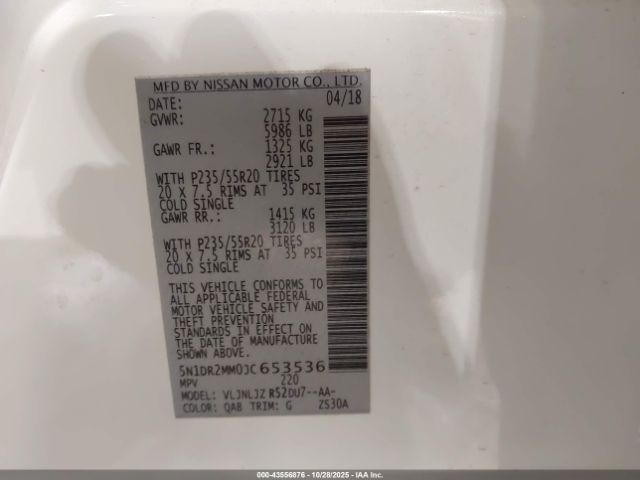 MFD BY NISSAN MOTOR CO., LTD.
DATE: 04/18
GVWR: 2715 KG
5986 LB
GAWR FR.: 1325 KG
2921 LB
WITH P235/55R20 TIRES
20 X 7.5 RIMS AT 35 PSI
COLD SINGLE
GAWR RR.: 1415 KG
3120 LB
WITH P235/55R20 TIRES
20 X 7.5 RIMS AT 35 PSI
COLD SINGLE
THIS VEHICLE CONFORMS TO
ALL APPLICABLE FEDERAL
MOTOR VEHICLE SAFETY AND
THEFT PREVENTION
STANDARDS IN EFFECT ON
THE DATE OF MANUFACTURE
SHOWN ABOVE.
5N1DR2MM0JC653536
MPV 220
MODEL: VLJNLJZ R52DU7--AA-
COLOR: QAB TRIM: G ZS30A
000-43556876 - 10/28/2025 - IAA Inc.